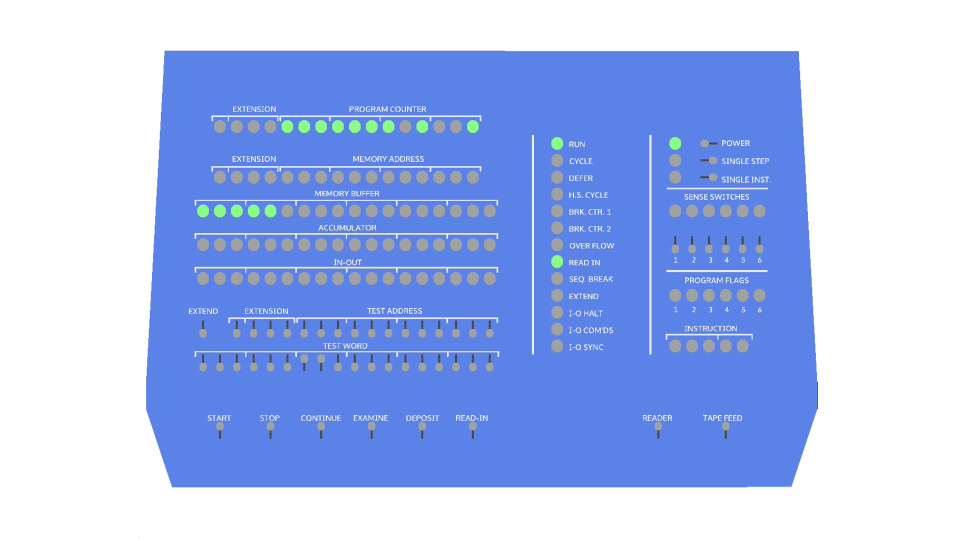 EXTENSION PROGRAM COUNTER
EXTENSION MEMORY ADDRESS
MEMORY BUFFER
ACCUMULATOR
IN-OUT
EXTEND EXTENSION TEST ADDRESS
TEST WORD
START STOP CONTINUE EXAMINE DEPOSIT READ-IN
RUN
CYCLE
DEFER
H.S. CYCLE
BRK. CTR. 1
BRK. CTR. 2
OVER FLOW
READ IN
SEQ. BREAK
EXTEND
I-O HALT
I-O COM'DS
I-O SYNC
POWER
SINGLE STEP
SINGLE INST.
SENSE SWITCHES
1 2 3 4 5 6
PROGRAM FLAGS
1 2 3 4 5 6
INSTRUCTION
READER TAPE FEED